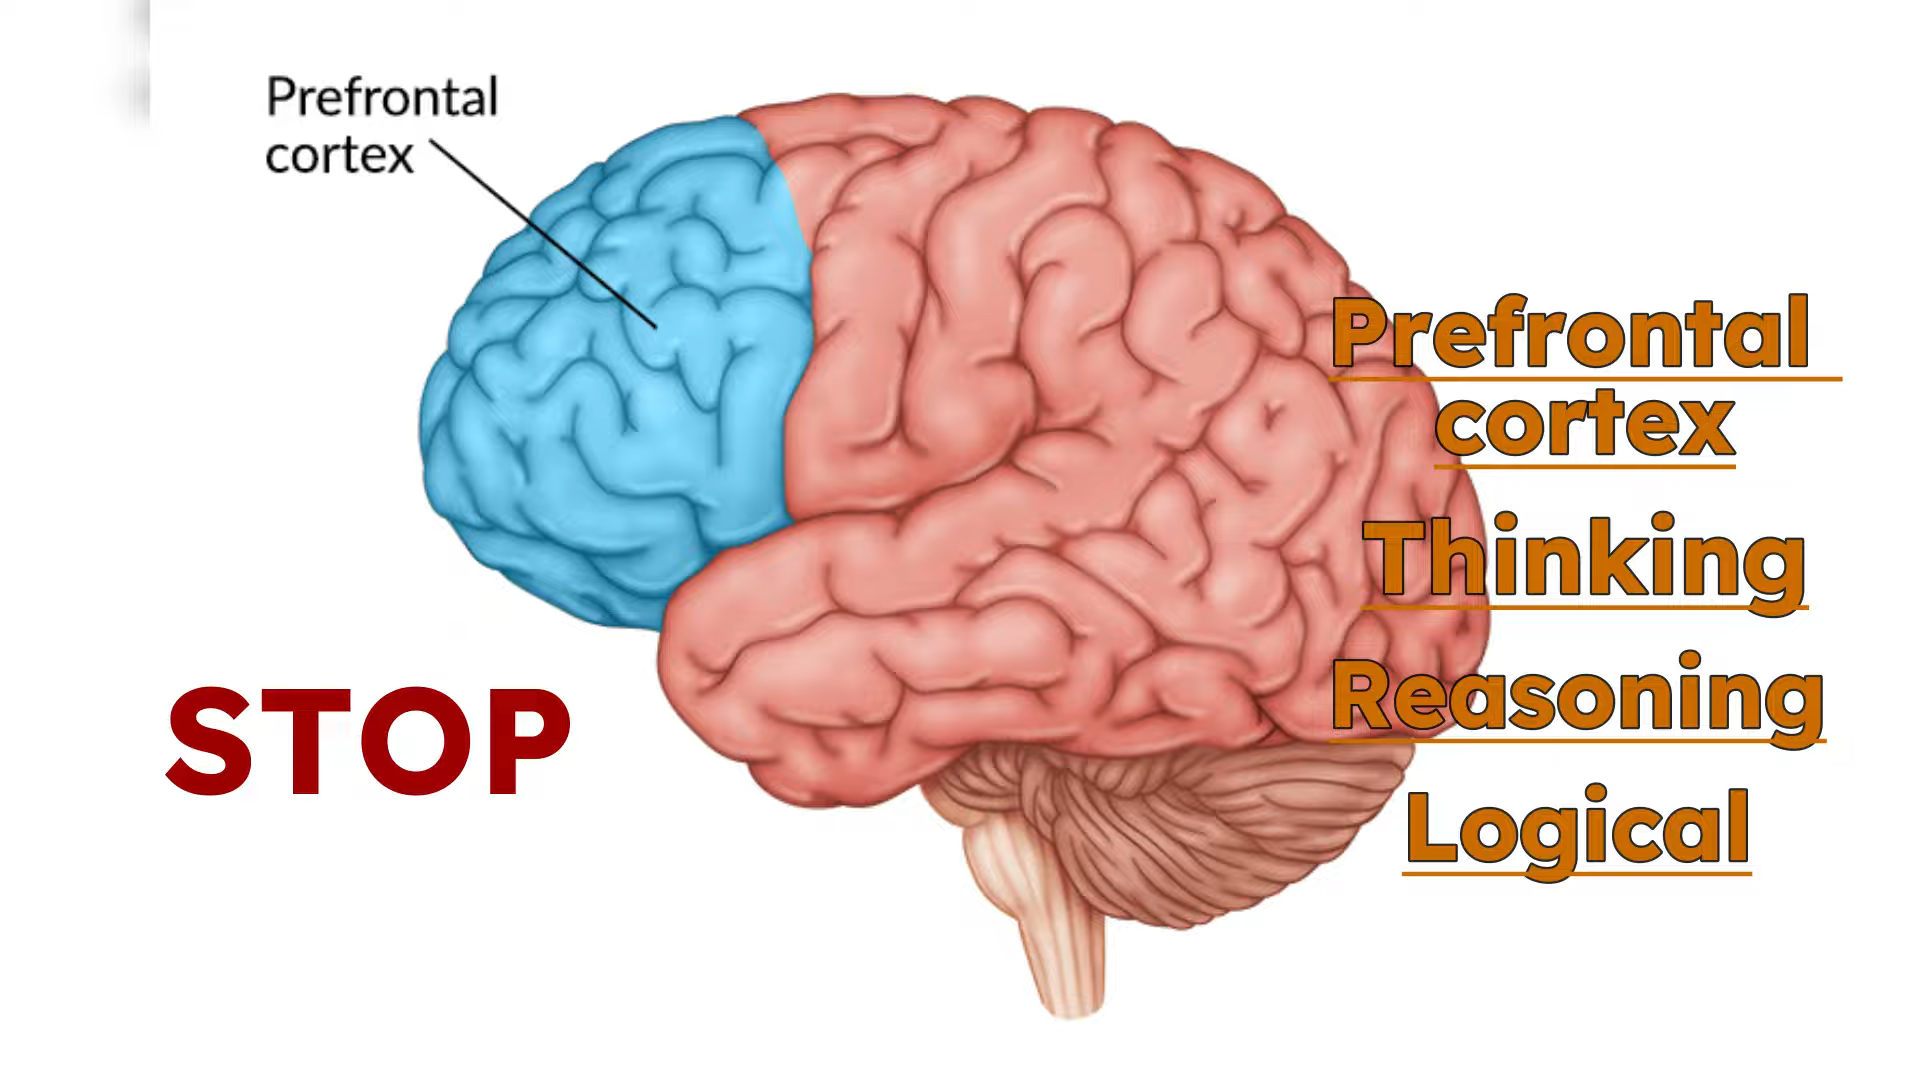 Prefrontal
cortex
STOP
Prefrontal
cortex
Thinking
Reasoning
Logical